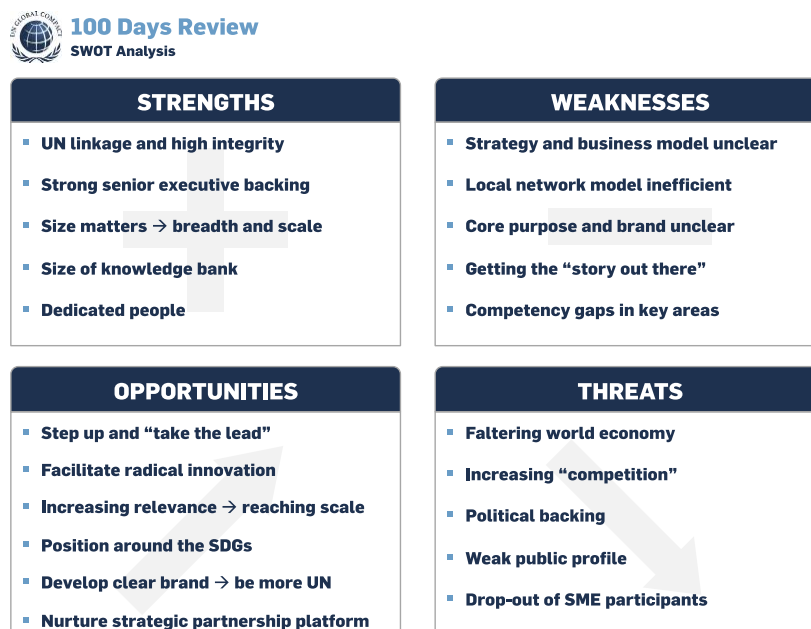 UN GLOBAL COMPACT
100 Days Review
SWOT Analysis
STRENGTHS
▪ UN linkage and high integrity
▪ Strong senior executive backing
▪ Size matters → breadth and scale
▪ Size of knowledge bank
▪ Dedicated people
WEAKNESSES
▪ Strategy and business model unclear
▪ Local network model inefficient
▪ Core purpose and brand unclear
▪ Getting the “story out there”
▪ Competency gaps in key areas
OPPORTUNITIES
▪ Step up and “take the lead”
▪ Facilitate radical innovation
▪ Increasing relevance → reaching scale
▪ Position around the SDGs
▪ Develop clear brand → be more UN
▪ Nurture strategic partnership platform
THREATS
▪ Faltering world economy
▪ Increasing “competition”
▪ Political backing
▪ Weak public profile
▪ Drop-out of SME participants